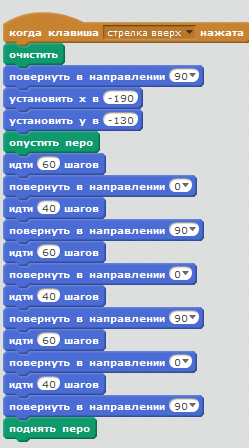 когда клавиша стрелка вверх нажата
очистить
повернуть в направлении 90
установить x в -190
установить y в -130
опустить перо
идти 60 шагов
повернуть в направлении 0
идти 40 шагов
повернуть в направлении 90
идти 60 шагов
повернуть в направлении 0
идти 40 шагов
повернуть в направлении 90
идти 60 шагов
повернуть в направлении 0
идти 40 шагов
повернуть в направлении 90
поднять перо